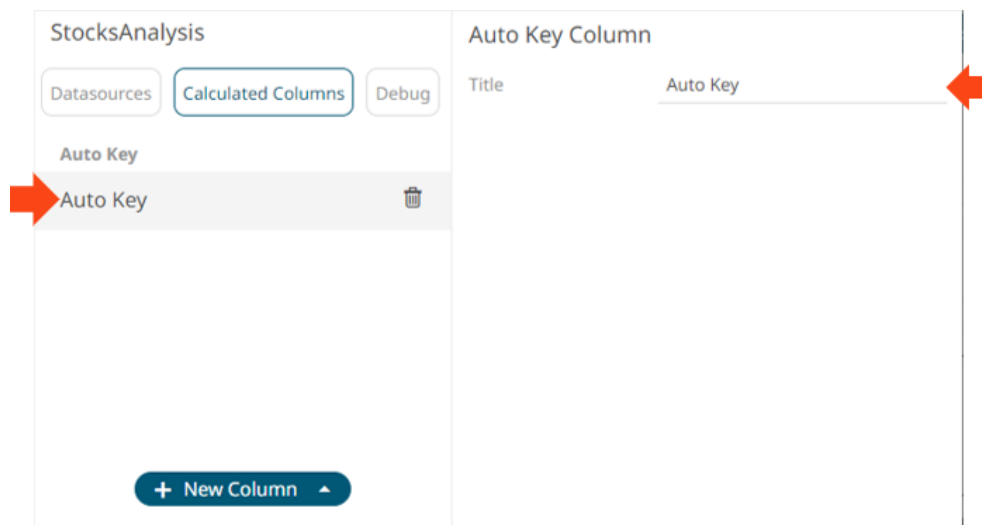 StocksAnalysis
Datasources
Calculated Columns
Debug
Auto Key
Auto Key
+ New Column
Auto Key Column
Title
Auto Key